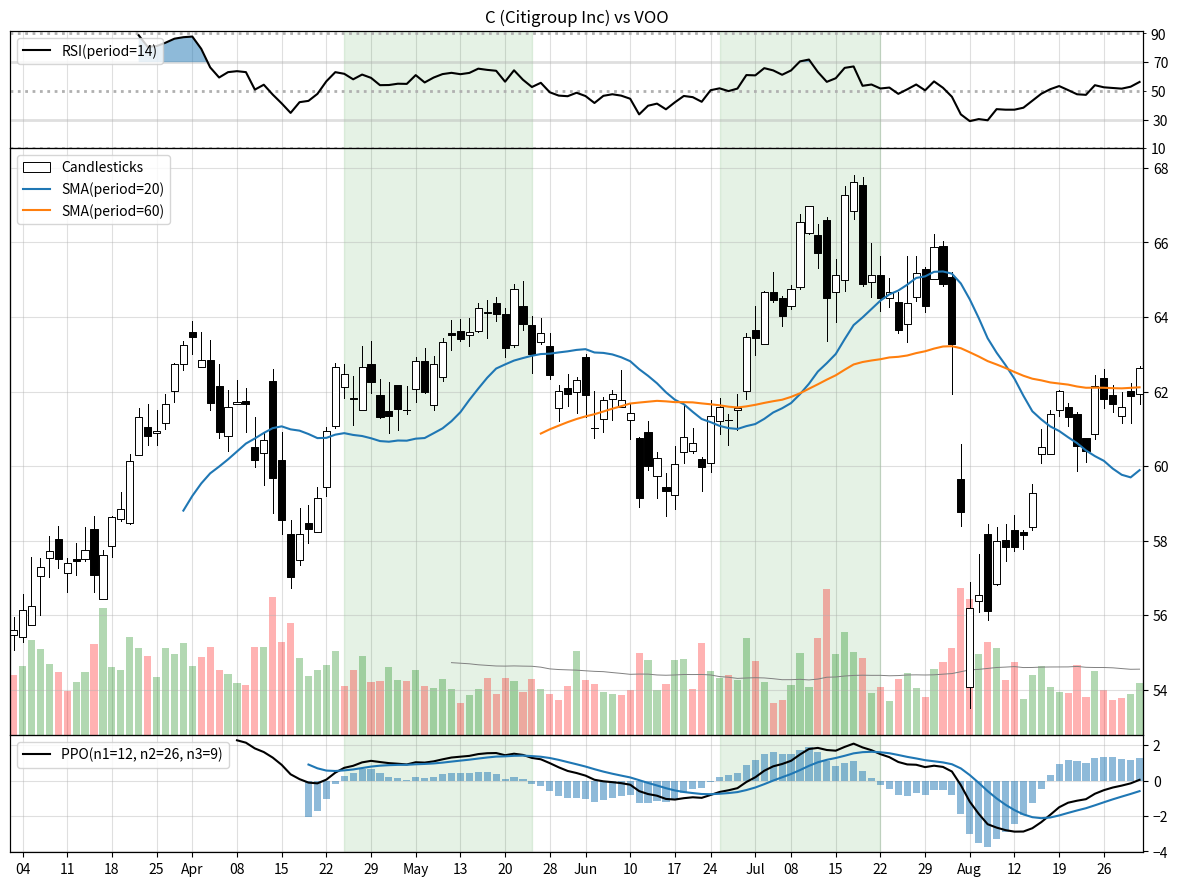 C (Citigroup Inc) vs VOO
RSI(period=14)
90
70
50
30
10
Candlesticks
SMA(period=20)
SMA(period=60)
68
66
64
62
60
58
56
54
PPO(n1=12, n2=26, n3=9)
2
0
−2
−4
04 11 18 25 Apr 08 15 22 29 May 13 20 28 Jun 10 17 24 Jul 08 15 22 29 Aug 12 19 26